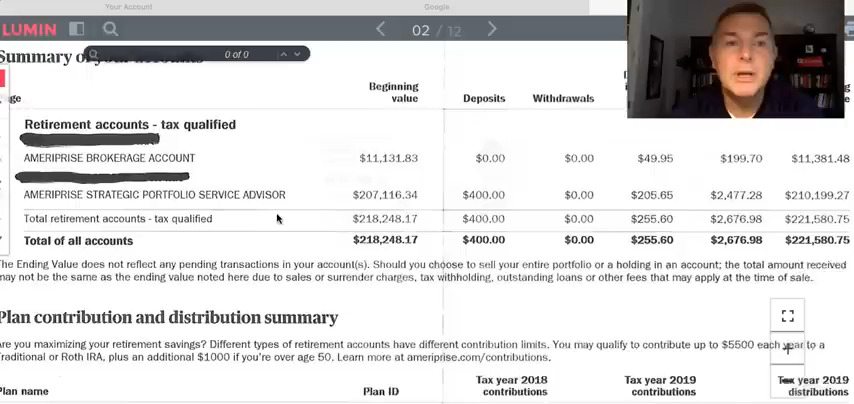 Your Account Google
LUMIN 02 / 12
0 of 0
Summary of your accounts
Beginning value Deposits Withdrawals
Retirement accounts - tax qualified
AMERIPRISE BROKERAGE ACCOUNT $11,131.83 $0.00 $0.00 $49.95 $199.70 $11,381.48
AMERIPRISE STRATEGIC PORTFOLIO SERVICE ADVISOR $207,116.34 $400.00 $0.00 $205.65 $2,477.28 $210,199.27
Total retirement accounts - tax qualified $218,248.17 $400.00 $0.00 $255.60 $2,676.98 $221,580.75
Total of all accounts $218,248.17 $400.00 $0.00 $255.60 $2,676.98 $221,580.75
The Ending Value does not reflect any pending transactions in your account(s). Should you choose to sell your entire portfolio or a holding in an account; the total amount received
may not be the same as the ending value noted here due to sales or surrender charges, tax withholding, outstanding loans or other fees that may apply at the time of sale.
Plan contribution and distribution summary
Are you maximizing your retirement savings? Different types of retirement accounts have different contribution limits. You may qualify to contribute up to $5500 each year to a
Traditional or Roth IRA, plus an additional $1000 if you're over age 50. Learn more at ameriprise.com/contributions.
Plan name Plan ID Tax year 2018 contributions Tax year 2019 contributions Tax year 2019 distributions